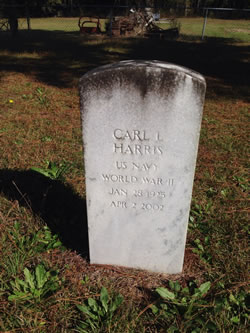 CARL L
HARRIS
US NAVY
WORLD WAR II
JAN 28
APR 2 2002